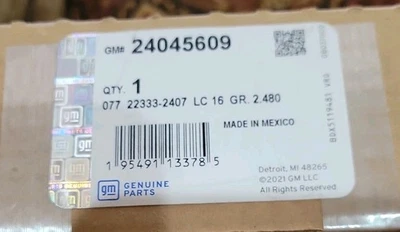 GM# 24045609
QTY. 1
077 22333-2407 LC 16 GR. 2.480
MADE IN MEXICO
1 95491 13378 5
gm GENUINE
PARTS
Detroit, MI 48265
©2021 GM LLC
All Rights Reserved
gm